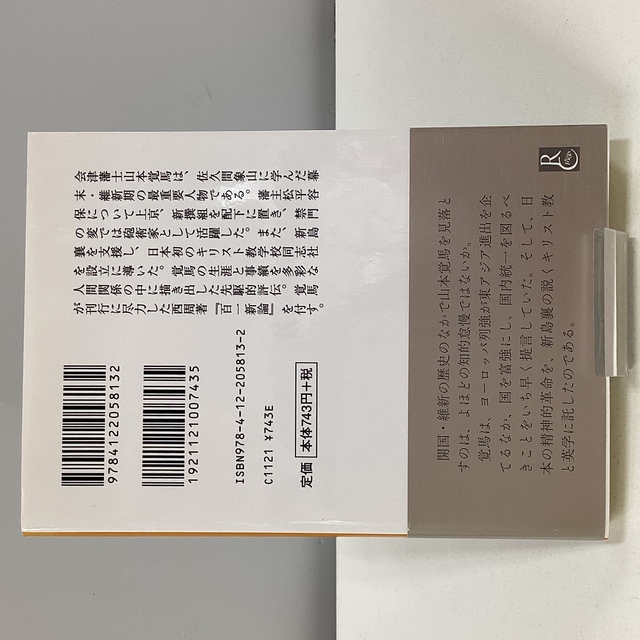 会津藩士山本覚馬は、佐久間象山に学んだ幕
末・維新期の最重要人物である。藩主松平容
保について上京、新撰組を配下に置き、禁門
の変では砲術家として活躍した。また、新島
襄を支援し、日本初のキリスト教学校同志社
を設立に導いた。覚馬の生涯と事績を多彩な
人間関係の中に描き出した先駆的評伝。覚馬
が刊行に尽力した西周著『百一新論』を付す。
9784122058132
1921121007435
ISBN978-4-12-205813-2
C1121 ¥743E
定価 本体743円+税
開国・維新の歴史のなかで山本覚馬を見落と
すのは、よほどの知的怠慢ではないか。
覚馬は、ヨーロッパ列強が東アジア進出を企
てるなか、国を富強にし、国内統一を図るべ
きことをいち早く提言していた。そして、日
本の精神的革命を、新島襄の説くキリスト教
と英学に託したのである。